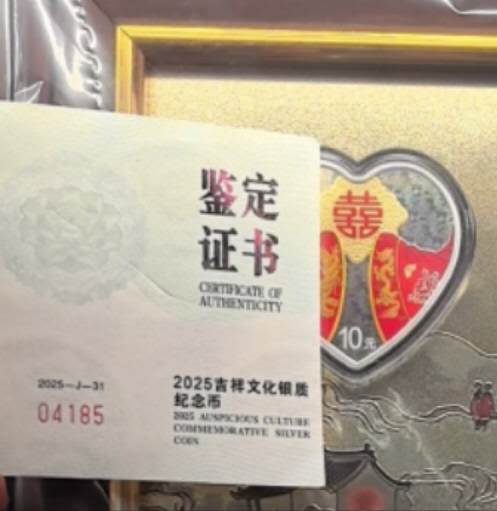 鉴定
证书
CERTIFICATE OF
AUTHENTICITY
2025-J-31
04185
2025吉祥文化银质
纪念币
2025 AUSPICIOUS CULTURE
COMMEMORATIVE SILVER
COIN
囍
10元